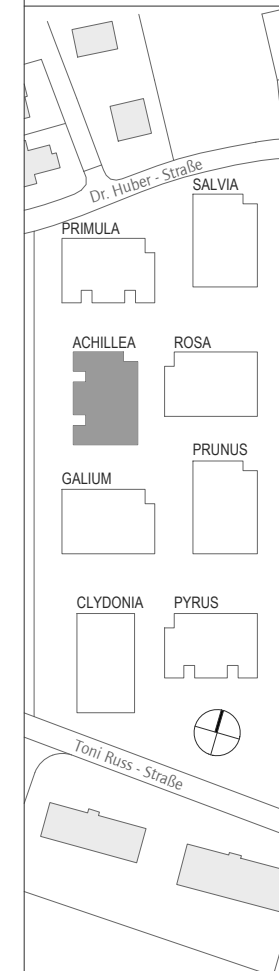 Dr. Huber - Straße
SALVIA
PRIMULA
ACHILLEA
ROSA
PRUNUS
GALIUM
CLYDONIA
PYRUS
Toni Russ - Straße